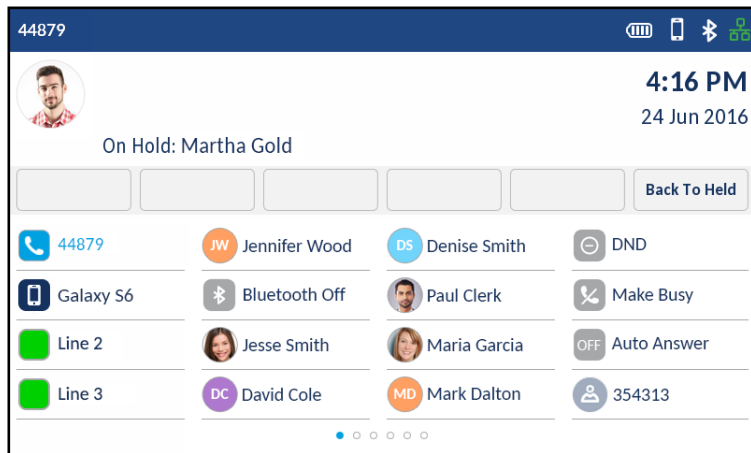 44879
4:16 PM
24 Jun 2016
On Hold: Martha Gold
Back To Held
44879
JW Jennifer Wood
DS Denise Smith
DND
Galaxy S6
Bluetooth Off
Paul Clerk
Make Busy
Line 2
Jesse Smith
Maria Garcia
OFF Auto Answer
Line 3
DC David Cole
MD Mark Dalton
354313